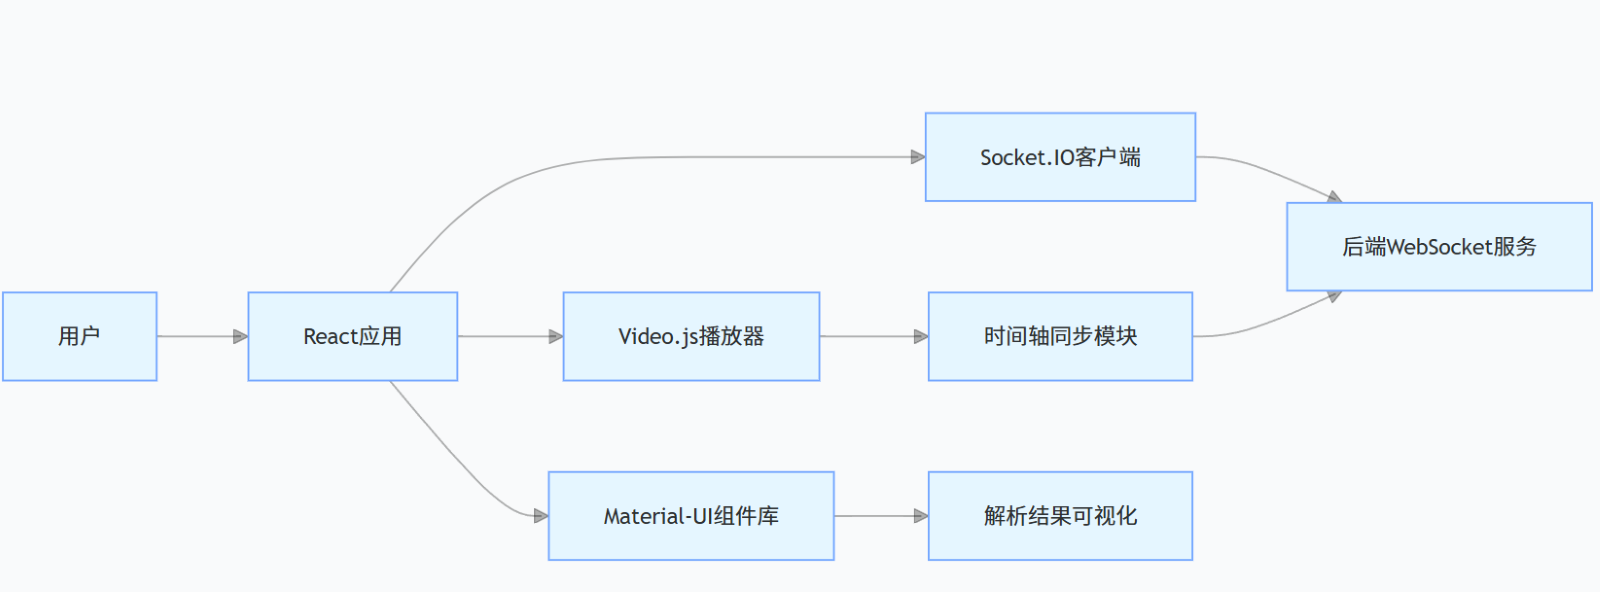 Socket.IO客户端
后端WebSocket服务
用户
React应用
Video.js播放器
时间轴同步模块
Material-UI组件库
解析结果可视化